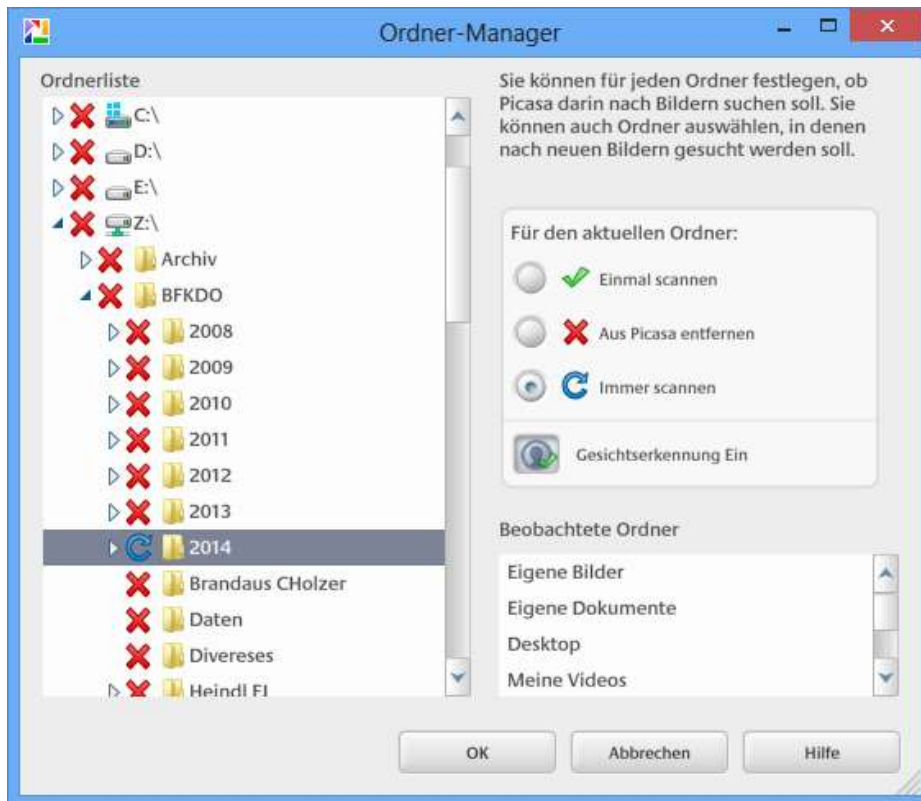 Ordner-Manager
Ordnerliste
C:\
D:\
E:\
Z:\
Archiv
BFKDO
2008
2009
2010
2011
2012
2013
2014
Brandaus CHolzer
Daten
Divereses
Heindl FJ
Sie können für jeden Ordner festlegen, ob
Picasa darin nach Bildern suchen soll. Sie
können auch Ordner auswählen, in denen
nach neuen Bildern gesucht werden soll.
Für den aktuellen Ordner:
Einmal scannen
Aus Picasa entfernen
Immer scannen
Gesichtserkennung Ein
Beobachtete Ordner
Eigene Bilder
Eigene Dokumente
Desktop
Meine Videos
OK
Abbrechen
Hilfe